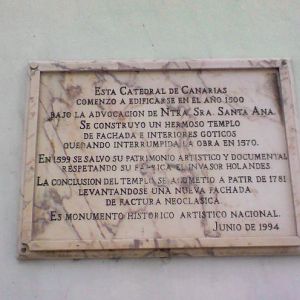 ESTA CATEDRAL DE CANARIAS
COMENZO A EDIFICARSE EN EL AÑO 1500
BAJO LA ADVOCACION DE NTRA. SRA. SANTA ANA.
SE CONSTRUYO UN HERMOSO TEMPLO
DE FACHADA E INTERIORES GOTICOS
QUEDANDO INTERRUMPIDA LA OBRA EN 1570.
EN 1599 SE SALVO SU PATRIMONIO ARTISTICO Y DOCUMENTAL
RESPETANDO SU FABRICA EL INVASOR HOLANDES.
LA CONCLUSION DEL TEMPLO SE ACOMETIO A PATIR DE 1781
LEVANTANDOSE UNA NUEVA FACHADA
DE FACTURA NEOCLASICA.
ES MONUMENTO HISTORICO ARTISTICO NACIONAL.
JUNIO DE 1994